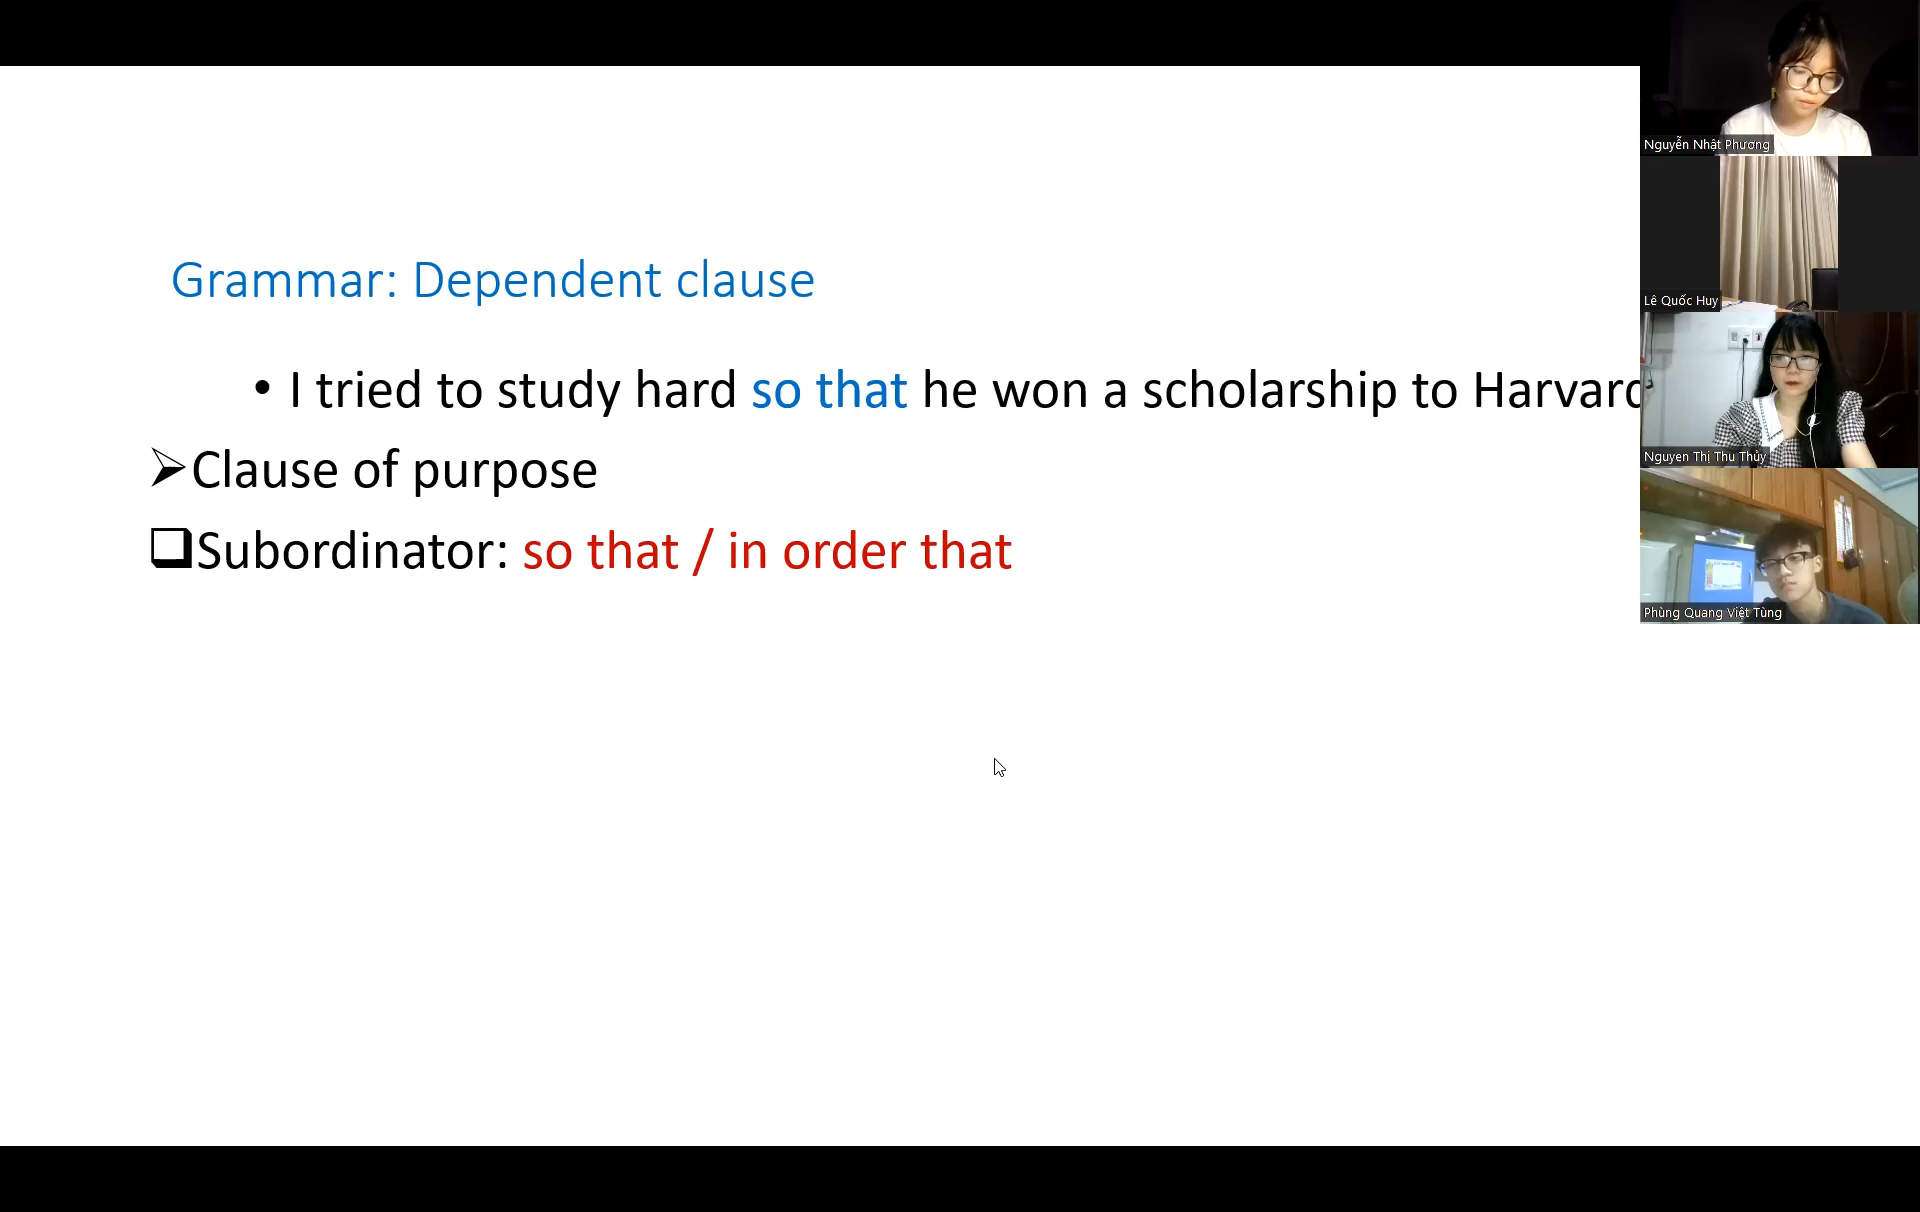 Grammar: Dependent clause
• I tried to study hard so that he won a scholarship to Harvard
➢Clause of purpose
❑Subordinator: so that / in order that
Nguyễn Nhật Phương
Lê Quốc Huy
Nguyen Thị Thu Thủy
Phùng Quang Việt Tùng